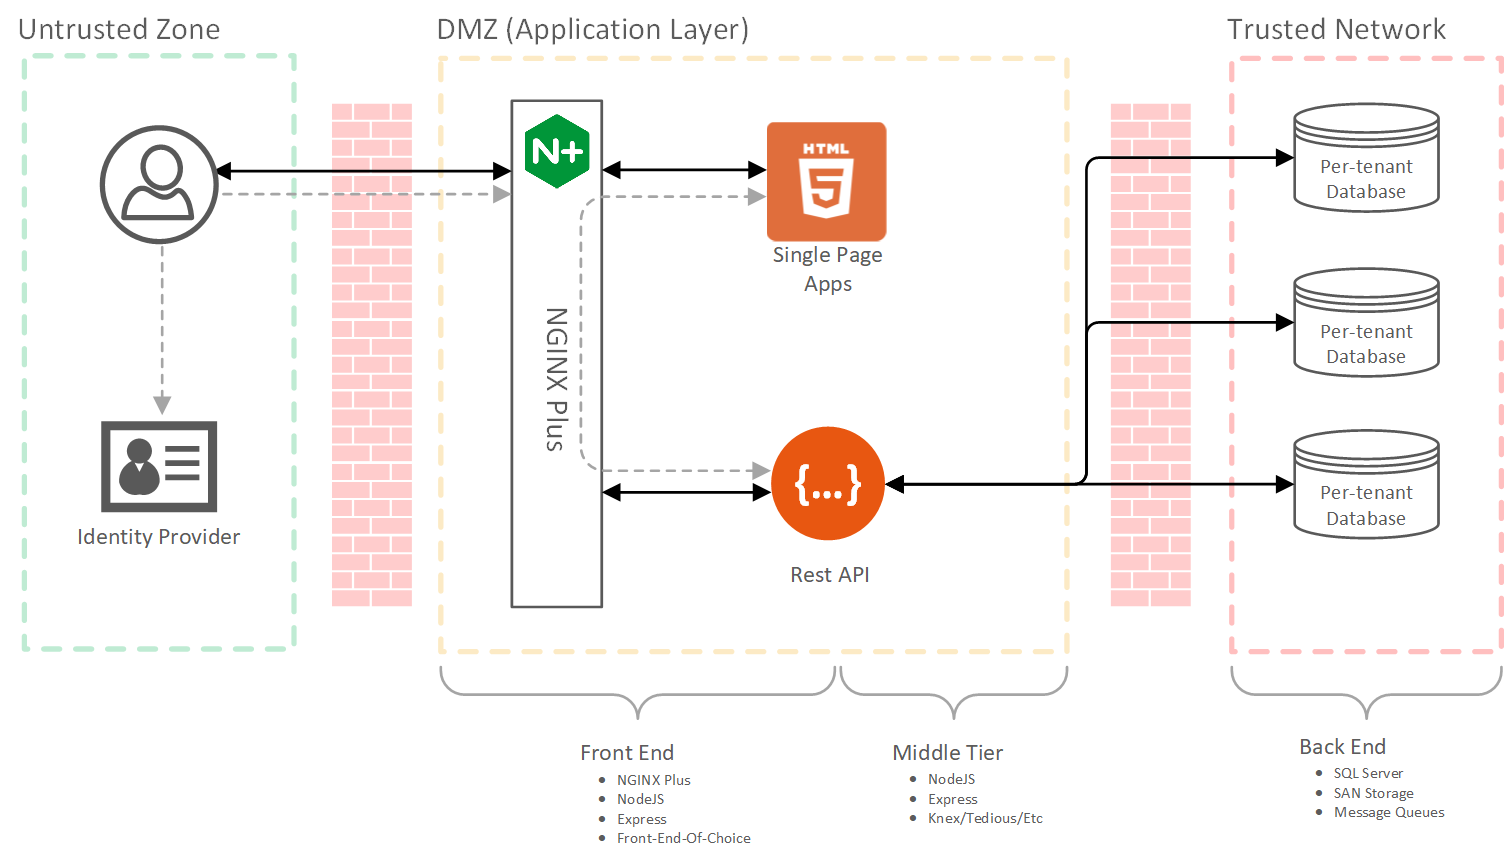 Untrusted Zone
DMZ (Application Layer)
Trusted Network
N+
HTML
5
Single Page
Apps
NGINX Plus
Identity Provider
{...}
Rest API
Per-tenant
Database
Per-tenant
Database
Per-tenant
Database
Front End
• NGINX Plus
• NodeJS
• Express
• Front-End-Of-Choice
Middle Tier
• NodeJS
• Express
• Knex/Tedious/Etc
Back End
• SQL Server
• SAN Storage
• Message Queues